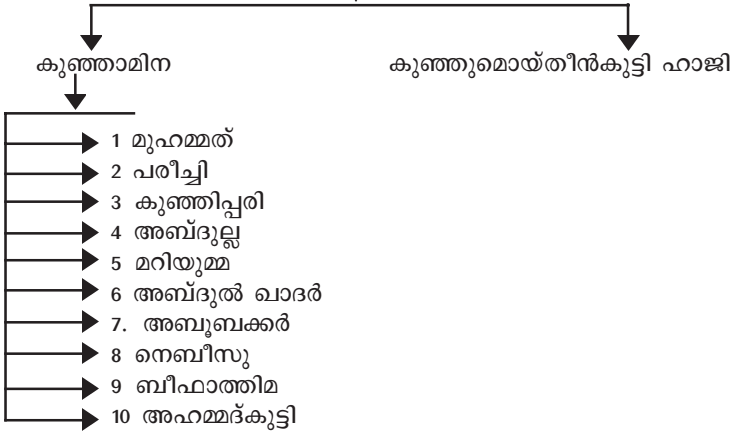 കുഞ്ഞാമിന കുഞ്ഞുമൊയ്തീൻകുട്ടി ഹാജി
1 മുഹമ്മത്
2 പരീച്ചി
3 കുഞ്ഞിപ്പരി
4 അബ്ദുല്ല
5 മറിയുമ്മ
6 അബ്ദുൽ ഖാദർ
7. അബൂബക്കർ
8 നെബീസു
9 ബീഫാത്തിമ
10 അഹമ്മദ്കുട്ടി